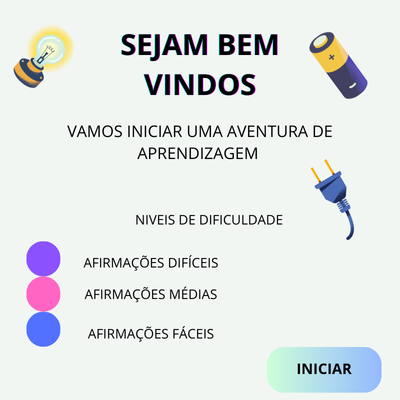 SEJAM BEM
VINDOS
VAMOS INICIAR UMA AVENTURA DE
APRENDIZAGEM
NIVEIS DE DIFICULDADE
AFIRMAÇÕES DIFÍCEIS
AFIRMAÇÕES MÉDIAS
AFIRMAÇÕES FÁCEIS
INICIAR